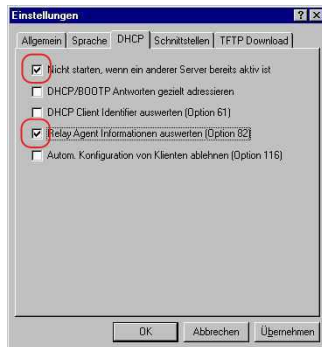 Einstellungen
Allgemein Sprache DHCP Schnittstellen TFTP Download
Nicht starten, wenn ein anderer Server bereits aktiv ist
DHCP/BOOTP Antworten gezielt adressieren
DHCP Client Identifier auswerten (Option 61)
Relay Agent Informationen auswerten (Option 82)
Autom. Konfiguration von Klienten ablehnen (Option 116)
OK Abbrechen Übernehmen